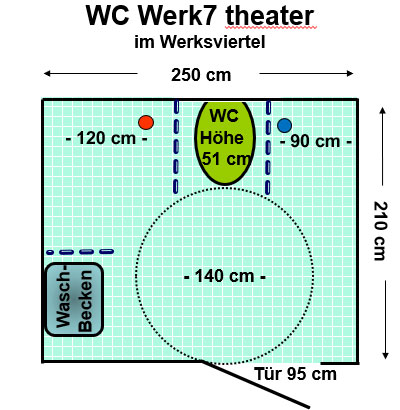 WC Werk7 theater
im Werksviertel
250 cm
WC
Höhe
51 cm
- 120 cm -
- 90 cm -
210 cm
- 140 cm -
Wasch-
Becken
Tür 95 cm